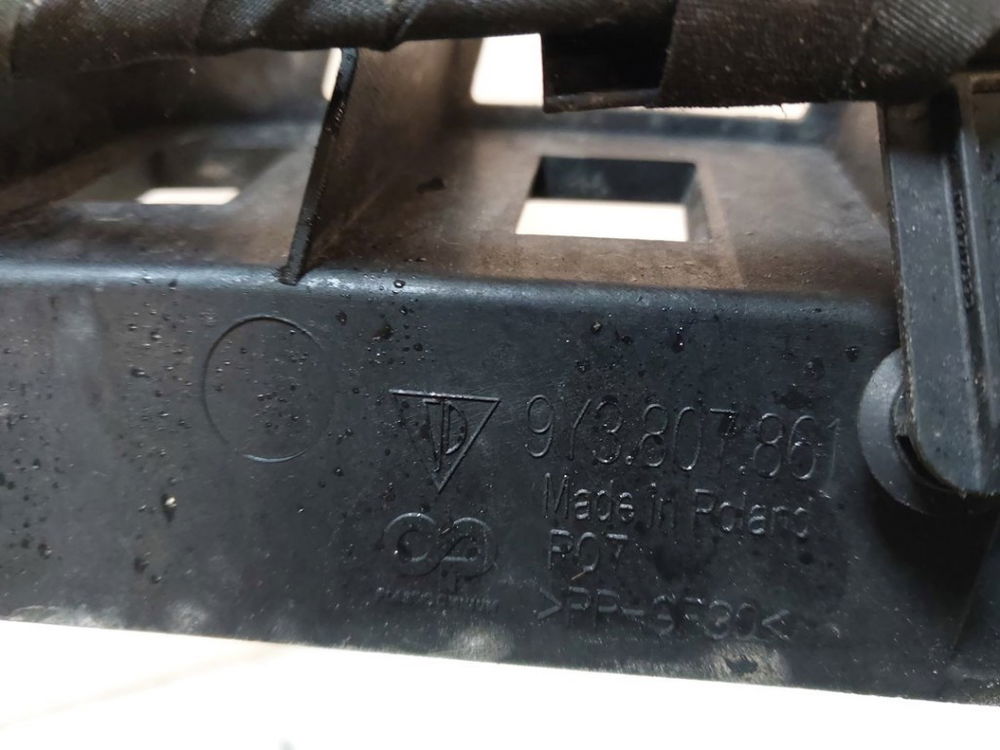 9Y3.807.861
Made in Poland
P07
>PP-GF30<